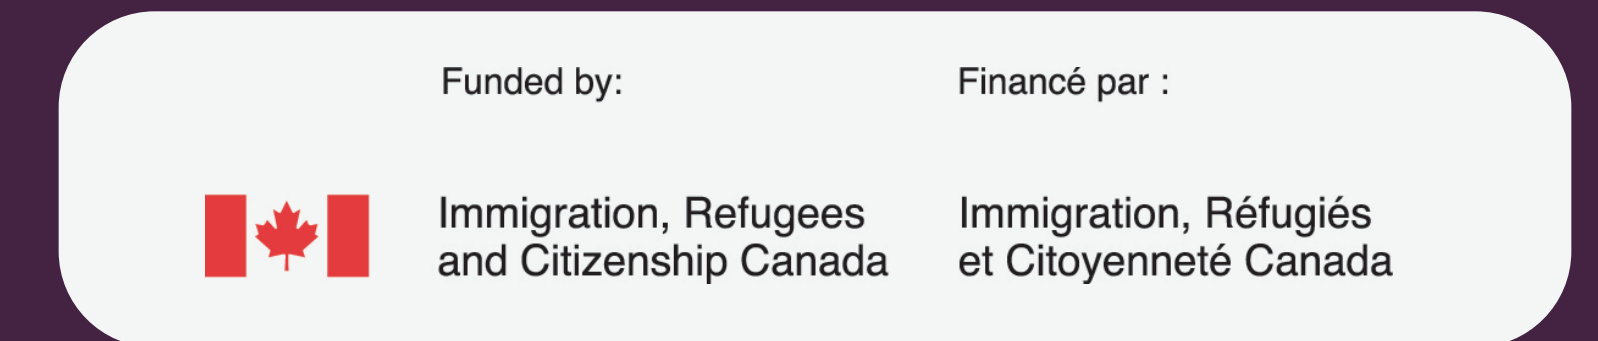 Funded by:
Financé par :
Immigration, Refugees
and Citizenship Canada
Immigration, Réfugiés
et Citoyenneté Canada